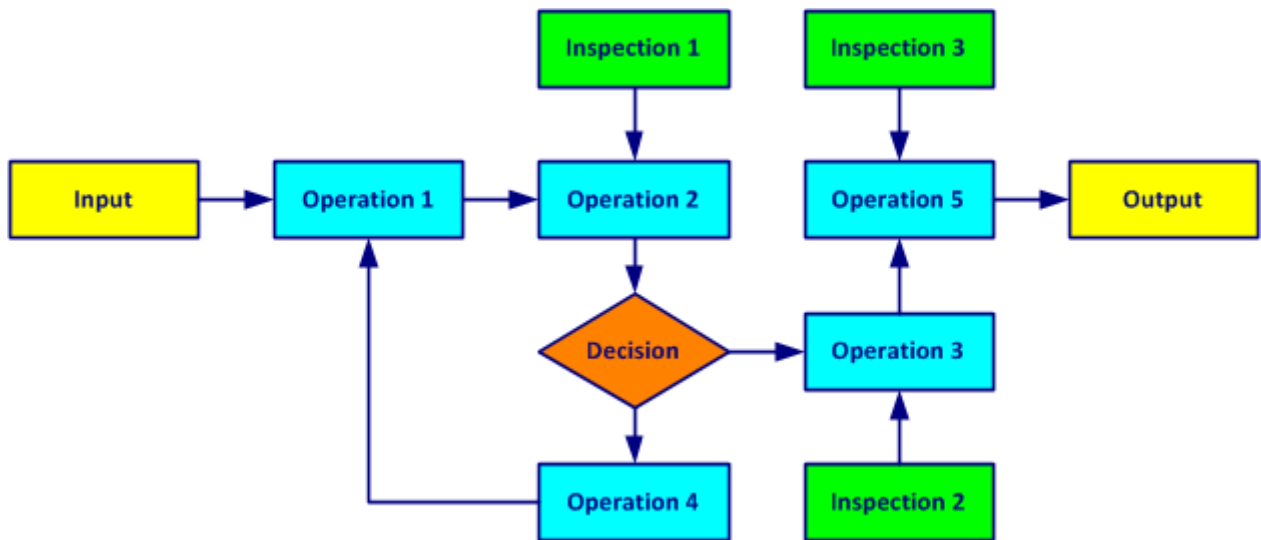 Inspection 1
Inspection 3
Input
Operation 1
Operation 2
Operation 5
Output
Decision
Operation 3
Operation 4
Inspection 2